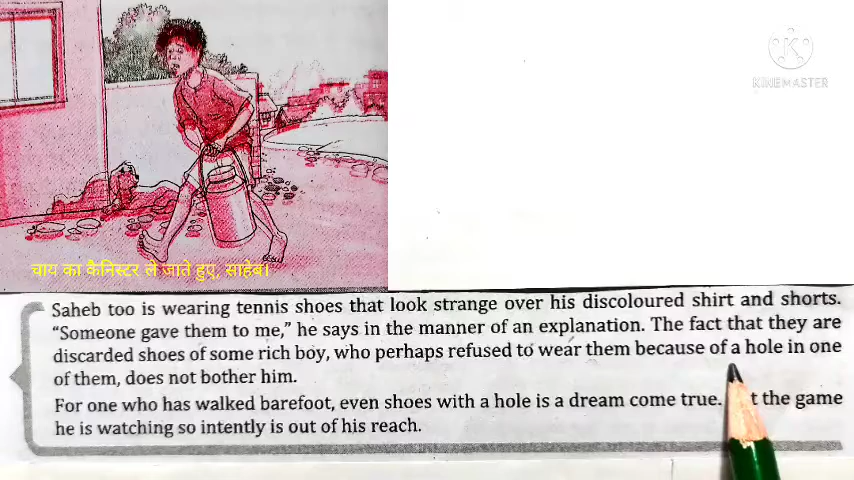 KINEMASTER
चाय का कैनिस्टर ले जाते हुए, साहेब।
Saheb too is wearing tennis shoes that look strange over his discoloured shirt and shorts.
“Someone gave them to me,” he says in the manner of an explanation. The fact that they are
discarded shoes of some rich boy, who perhaps refused to wear them because of a hole in one
of them, does not bother him.
For one who has walked barefoot, even shoes with a hole is a dream come true. t the game
he is watching so intently is out of his reach.